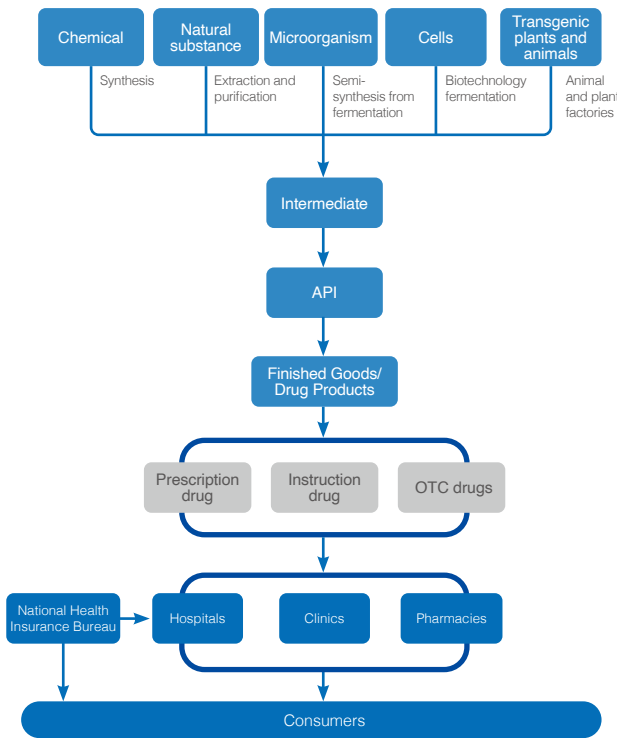 Chemical
Natural
substance
Microorganism
Cells
Transgenic
plants and
animals
Synthesis
Extraction and
purification
Semi-
synthesis from
fermentation
Biotechnology
fermentation
Animal
and plant
factories
Intermediate
API
Finished Goods/
Drug Products
Prescription
drug
Instruction
drug
OTC drugs
National Health
Insurance Bureau
Hospitals
Clinics
Pharmacies
Consumers